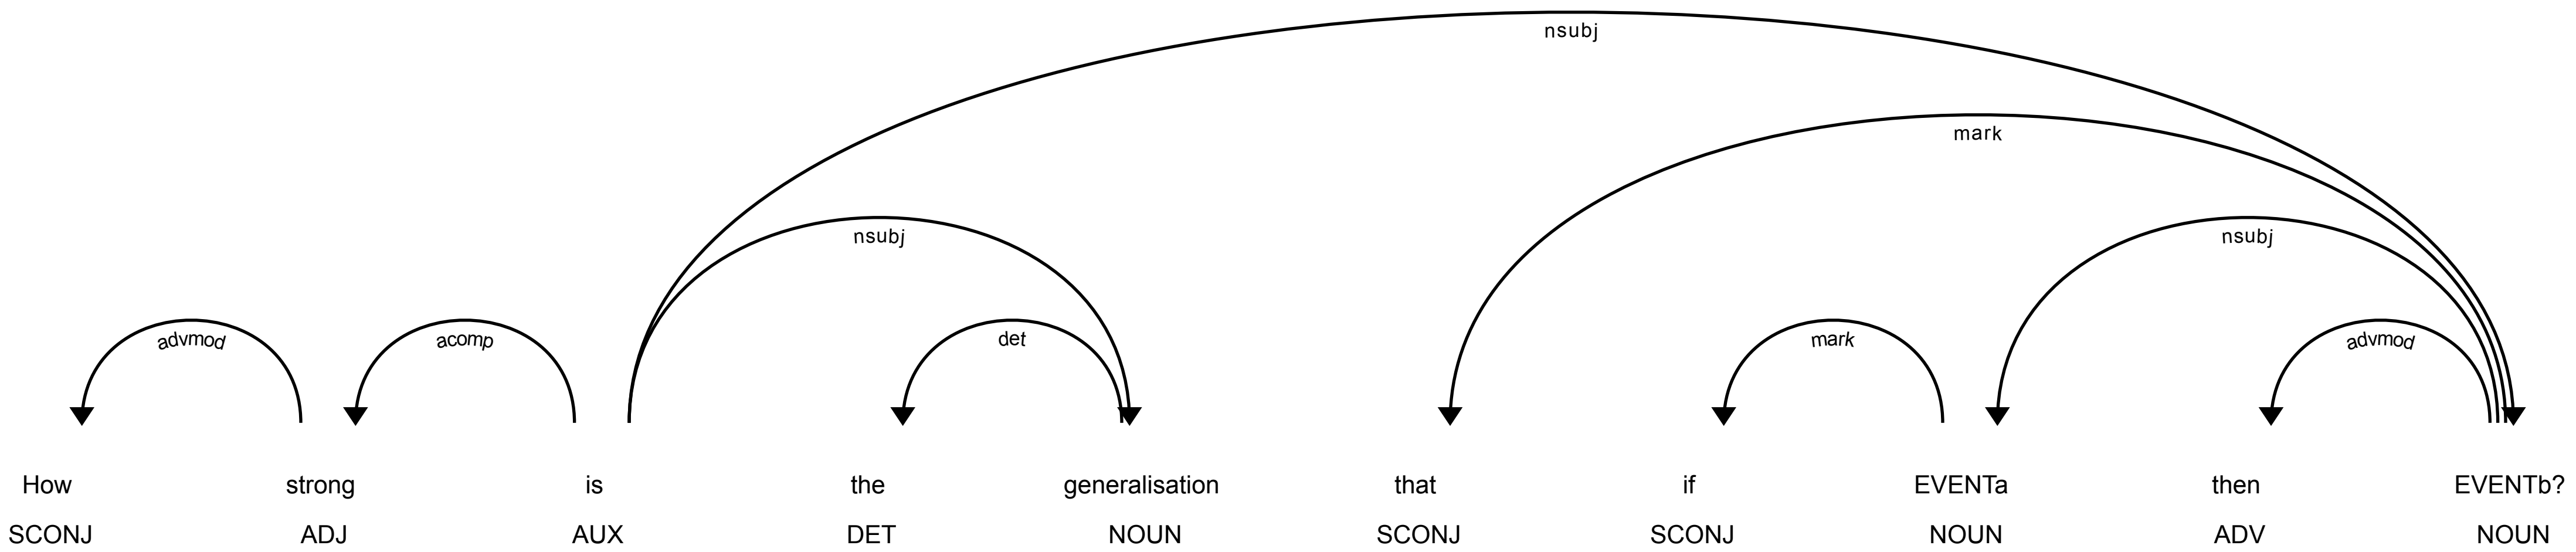 nsubj
mark
nsubj nsubj
advmod acomp det mark advmod
How strong is the generalisation that if EVENTa then EVENTb?
SCONJ ADJ AUX DET NOUN SCONJ SCONJ NOUN ADV NOUN